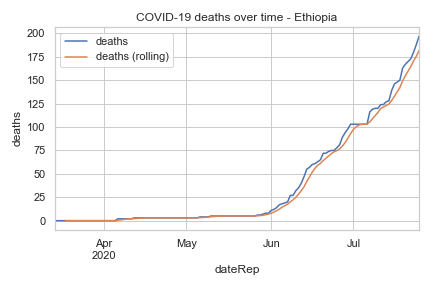 COVID-19 deaths over time - Ethiopia
deaths
deaths (rolling)
200
175
150
125
100
75
50
25
0
deaths
Apr
2020
May
Jun
Jul
dateRep